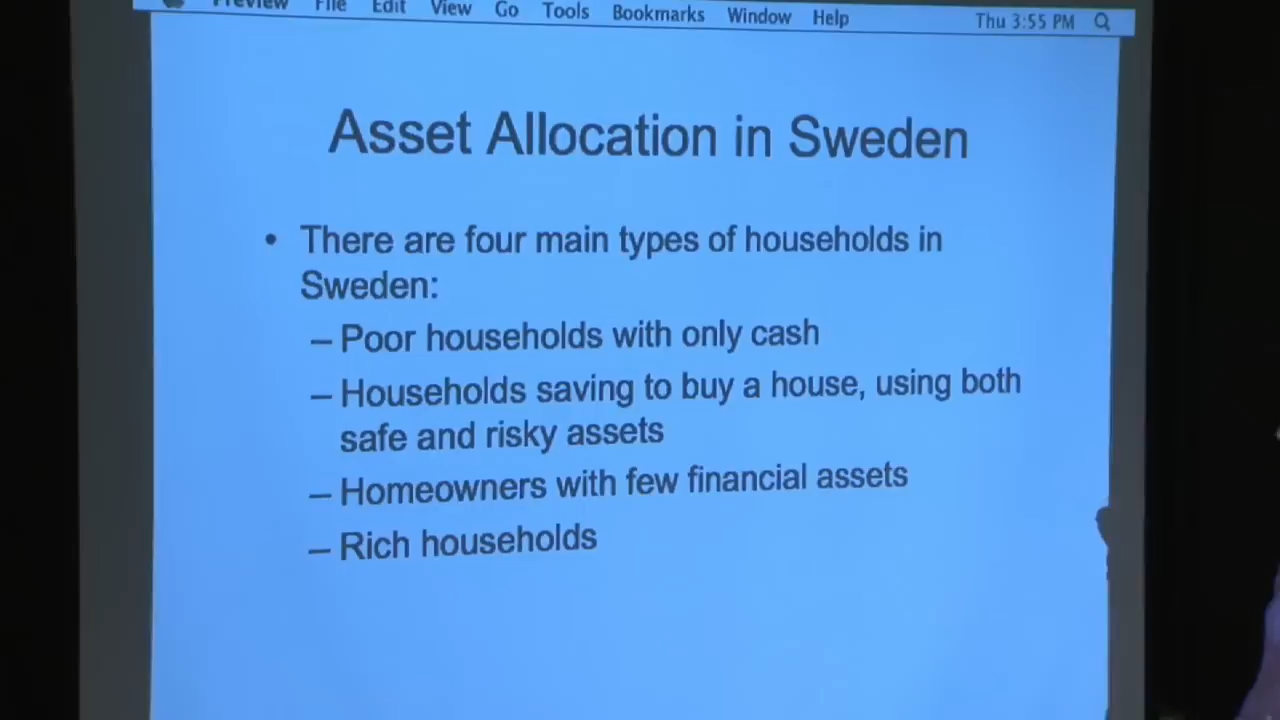 Preview File Edit View Go Tools Bookmarks Window Help Thu 3:55 PM
Asset Allocation in Sweden
• There are four main types of households in
Sweden:
– Poor households with only cash
– Households saving to buy a house, using both
safe and risky assets
– Homeowners with few financial assets
– Rich households